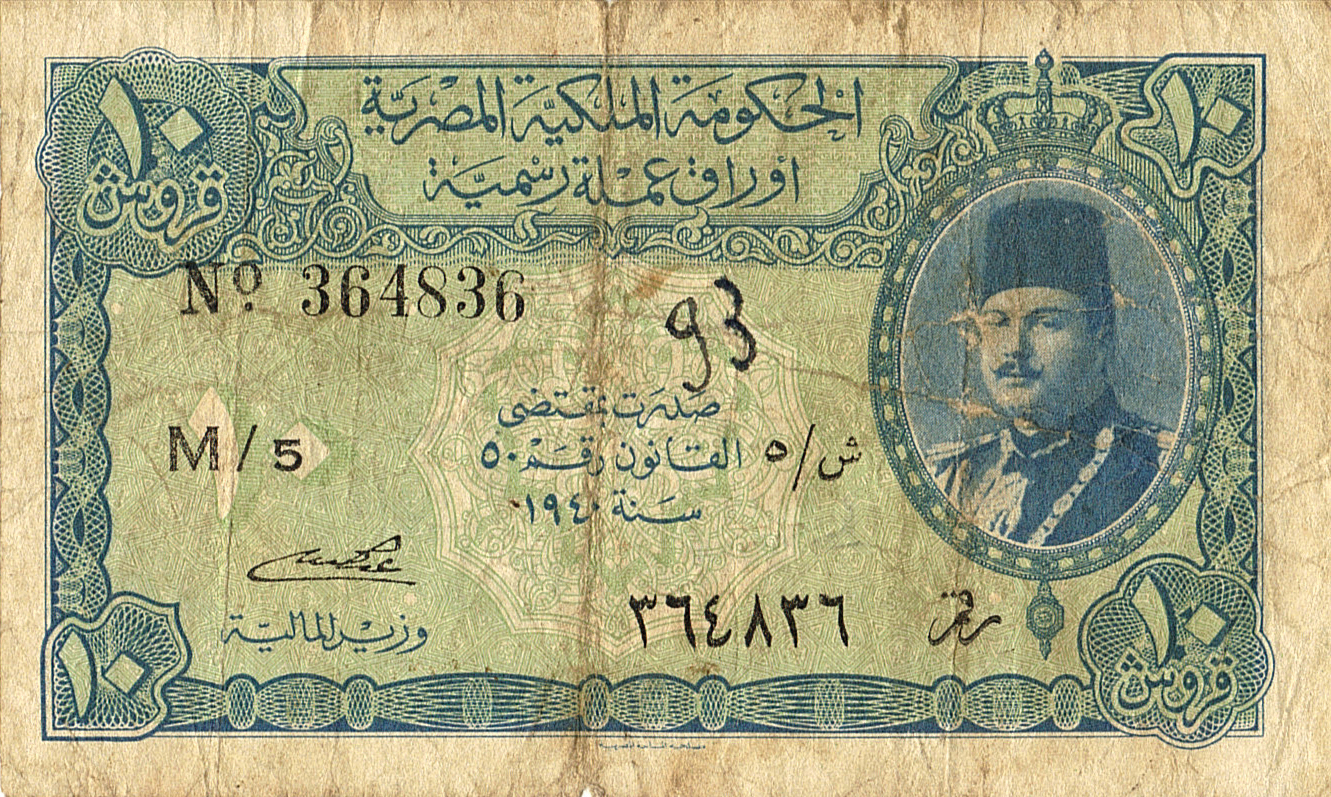 الحكومة الملكية المصرية
أوراق عملة رسمية
١٠
١٠ قروش
No. 364836
93
صدرت بمقتضى
القانون رقم ٥٠
سنة ١٩٤٠
ش/٥
M/5
وزير المالية
رقم ٣٦٤٨٣٦
١٠ قروش
١٠